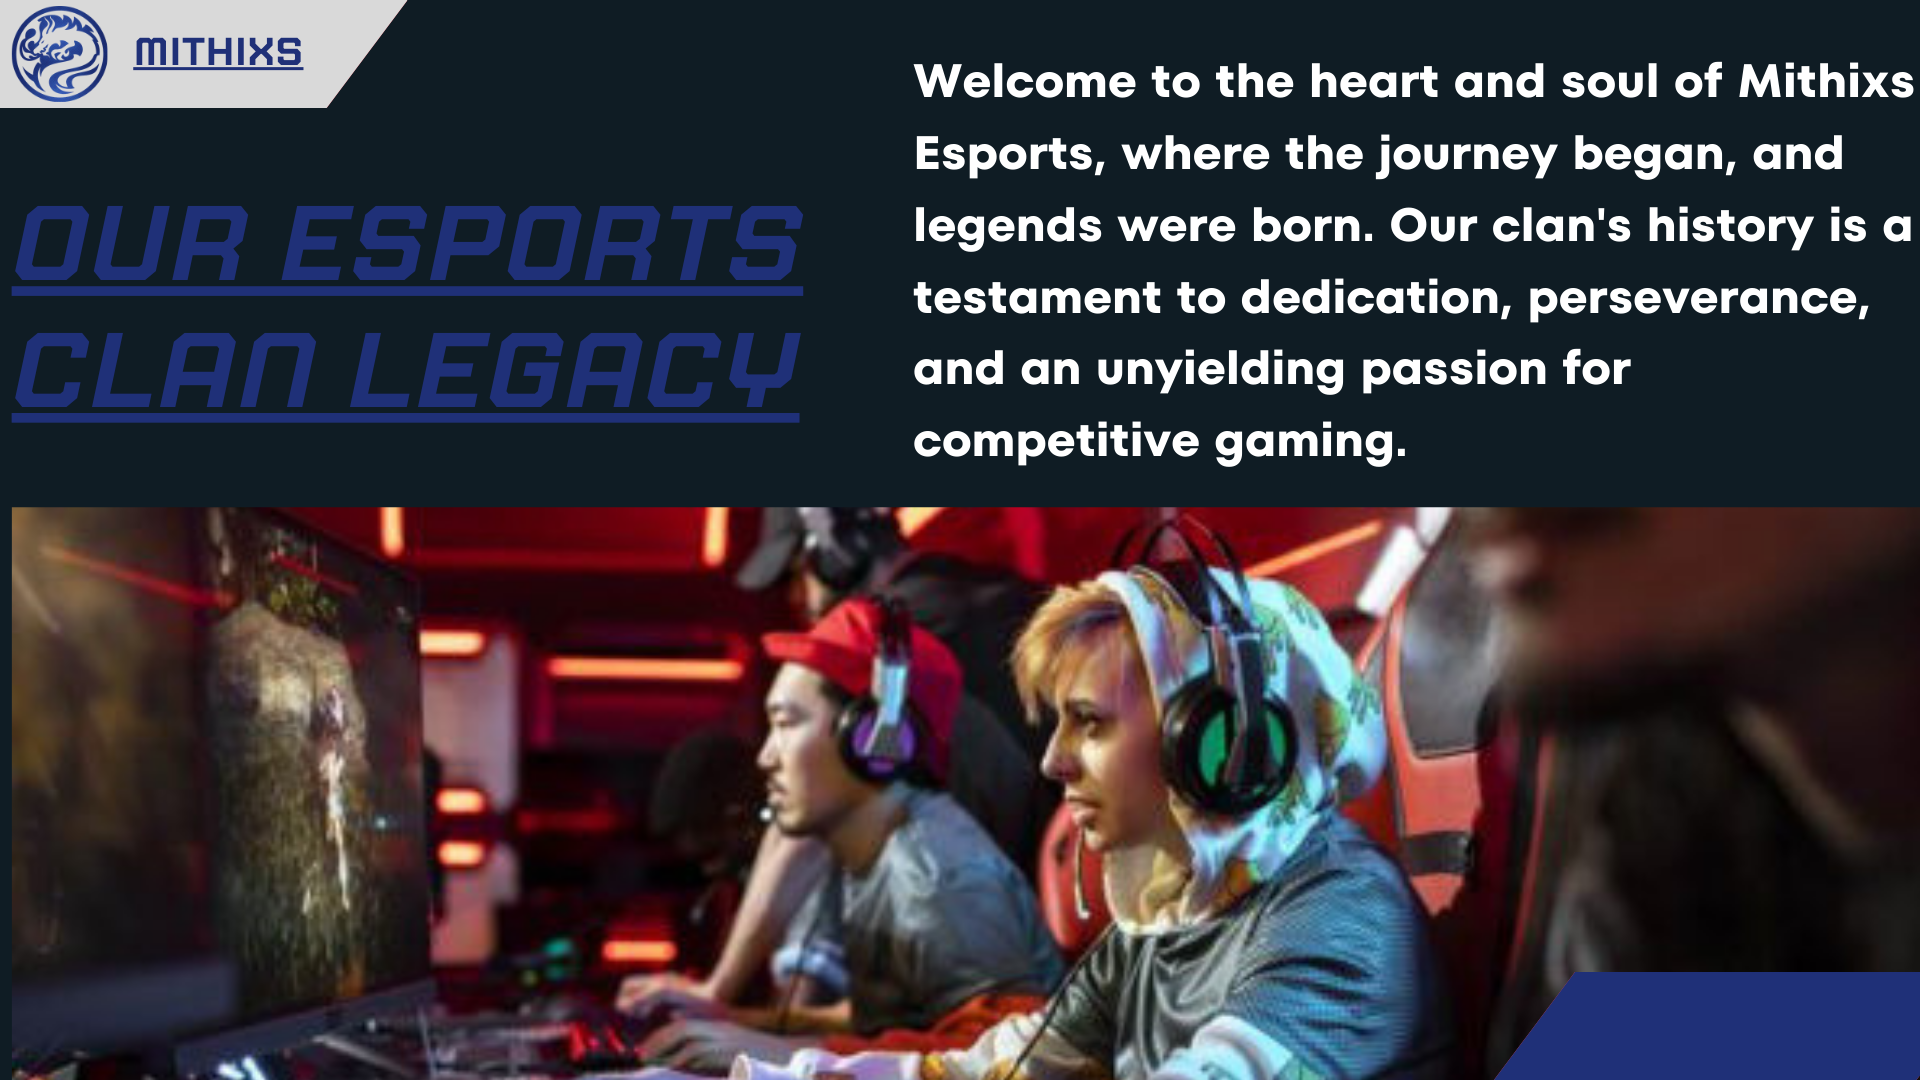 MITHIXS
OUR ESPORTS
CLAN LEGACY
Welcome to the heart and soul of Mithixs
Esports, where the journey began, and
legends were born. Our clan's history is a
testament to dedication, perseverance,
and an unyielding passion for
competitive gaming.